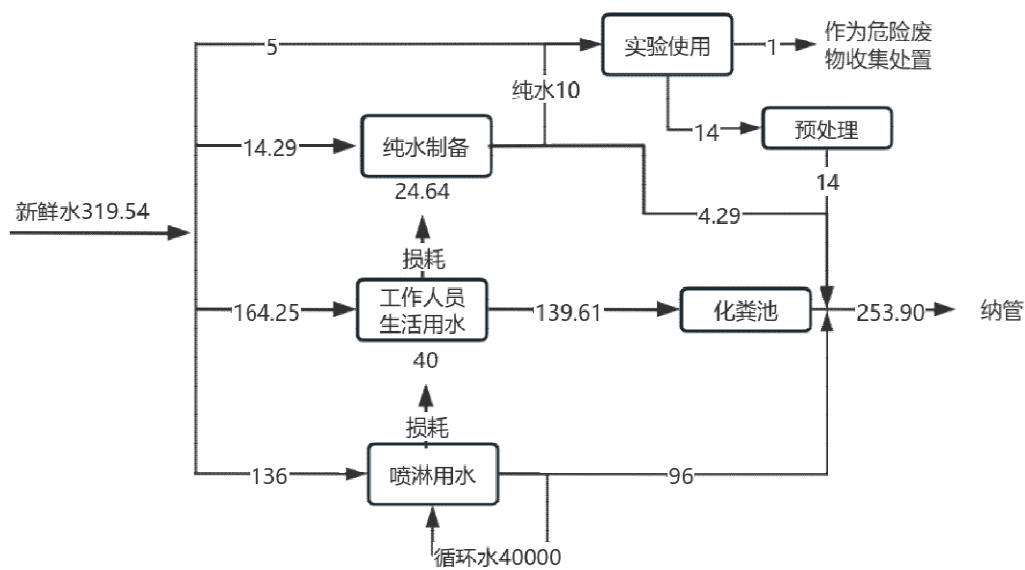 5
实验使用
1
作为危险废
物收集处置
纯水10
14.29
纯水制备
14
预处理
24.64
14
新鲜水319.54
4.29
损耗
164.25
工作人员
生活用水
139.61
化粪池
253.90
纳管
40
损耗
136
喷淋用水
96
循环水40000